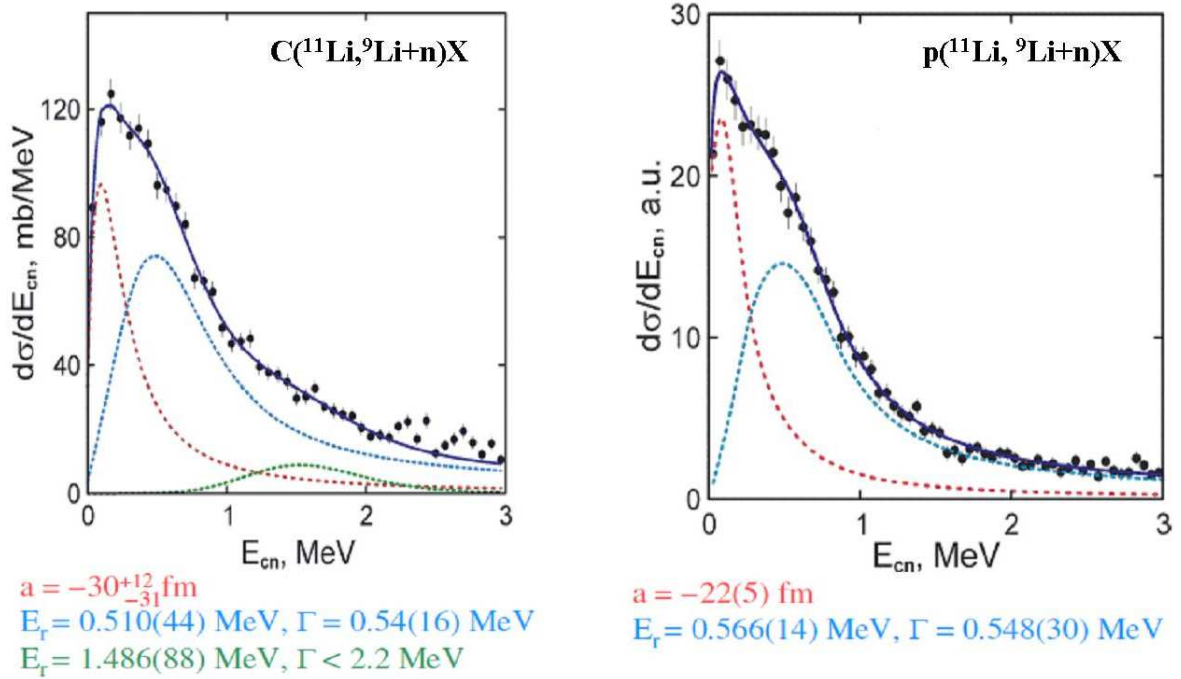 C(¹¹Li,⁹Li+n)X
dσ/dE_cn, mb/MeV
120
80
40
0
0 1 2 3
E_cn, MeV
a = −30⁺¹²₋₃₁ fm
E_r = 0.510(44) MeV, Γ = 0.54(16) MeV
E_r = 1.486(88) MeV, Γ < 2.2 MeV
p(¹¹Li, ⁹Li+n)X
dσ/dE_cn, a.u.
30
20
10
0
0 1 2 3
E_cn, MeV
a = −22(5) fm
E_r = 0.566(14) MeV, Γ = 0.548(30) MeV